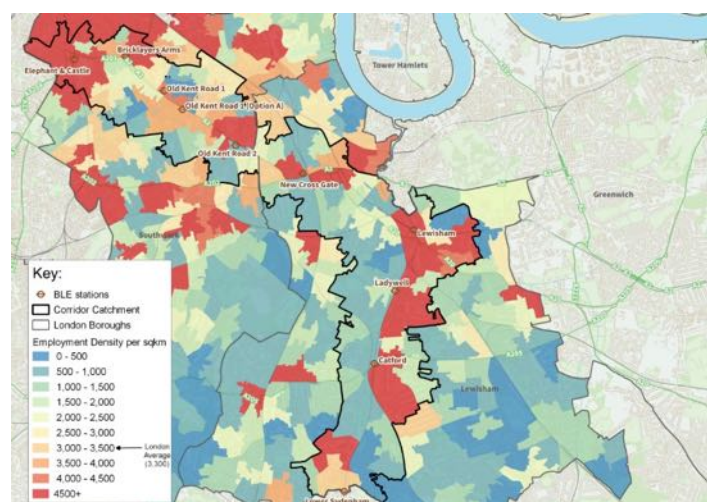 Bricklayers Arms
Elephant & Castle
Tower Hamlets
Old Kent Road 1
Old Kent Road 1 (Option A)
Old Kent Road 2
New Cross Gate
Greenwich
Southwark
Lewisham
Ladywell
Catford
Lewisham
Lower Sydenham
Key:
BLE stations
Corridor Catchment
London Boroughs
Employment Density per sqkm
0 - 500
500 - 1,000
1,000 - 1,500
1,500 - 2,000
2,000 - 2,500
2,500 - 3,000
3,000 - 3,500
London
Average
(3,300)
3,500 - 4,000
4,000 - 4,500
4500+